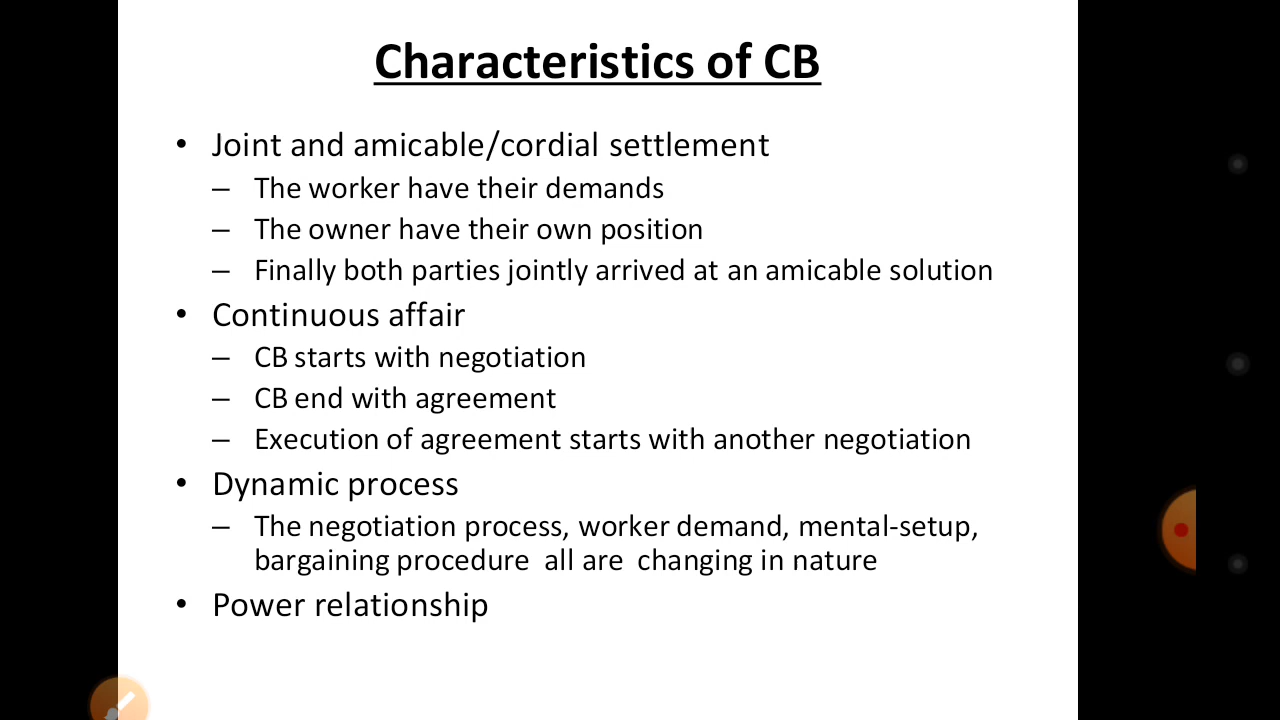 Characteristics of CB
• Joint and amicable/cordial settlement
– The worker have their demands
– The owner have their own position
– Finally both parties jointly arrived at an amicable solution
• Continuous affair
– CB starts with negotiation
– CB end with agreement
– Execution of agreement starts with another negotiation
• Dynamic process
– The negotiation process, worker demand, mental-setup,
bargaining procedure all are changing in nature
• Power relationship